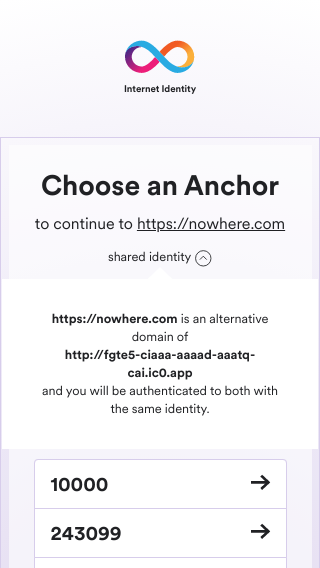 Internet Identity
Choose an Anchor
to continue to https://nowhere.com
shared identity
https://nowhere.com is an alternative
domain of
http://fgte5-ciaaa-aaaad-aaatq-
cai.ic0.app
and you will be authenticated to both with
the same identity.
10000
243099